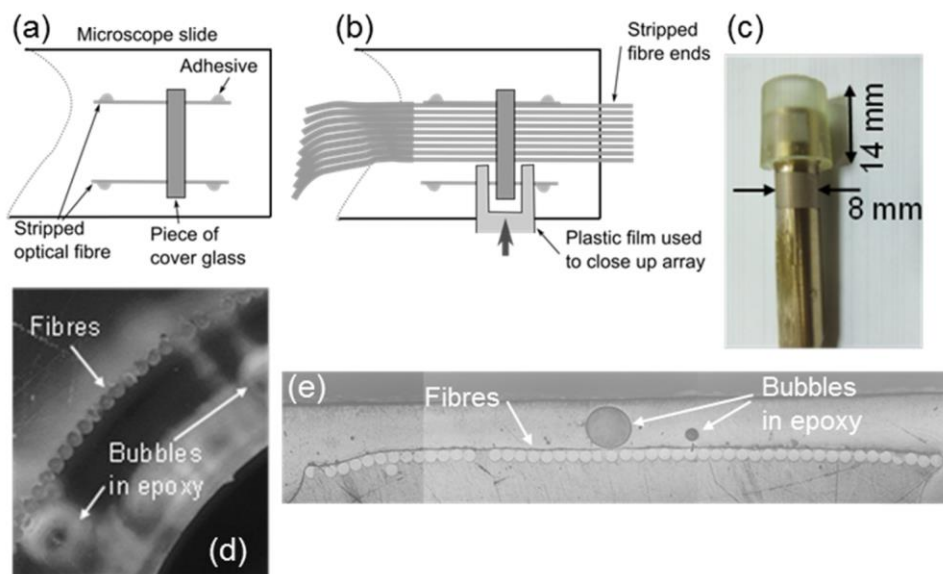 (a)
Microscope slide
Adhesive
Stripped
optical fibre
Piece of
cover glass
(b)
Stripped
fibre ends
Plastic film used
to close up array
(c)
14 mm
8 mm
Fibres
Bubbles
in epoxy
(d)
(e)
Fibres
Bubbles
in epoxy